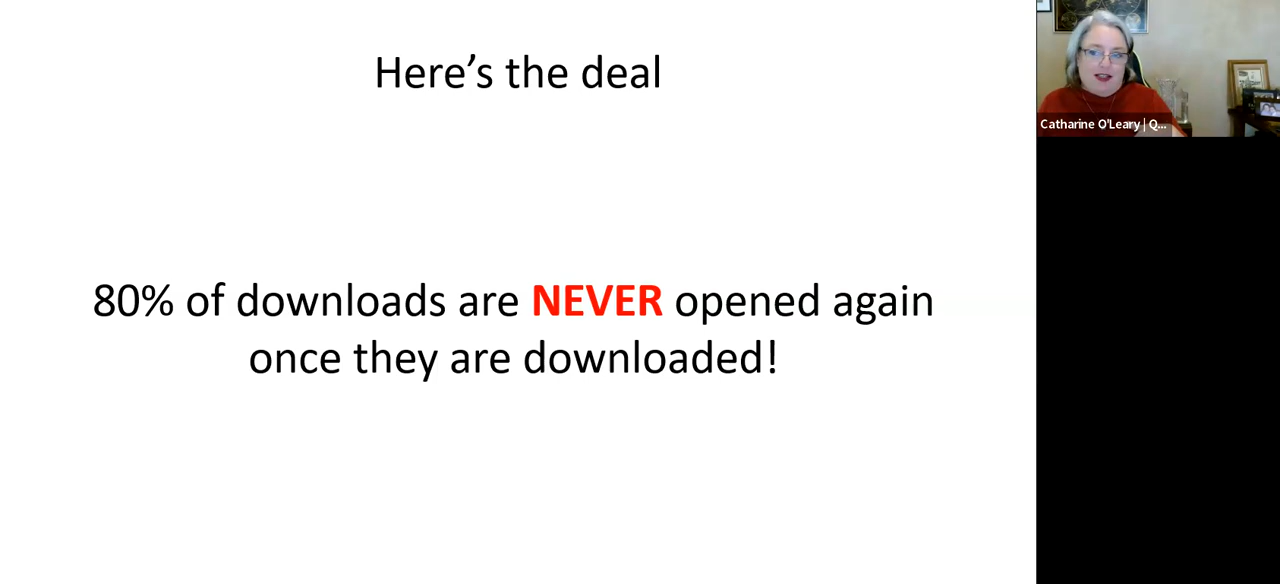 Here's the deal
80% of downloads are NEVER opened again
once they are downloaded!
Catharine O'Leary | Q...